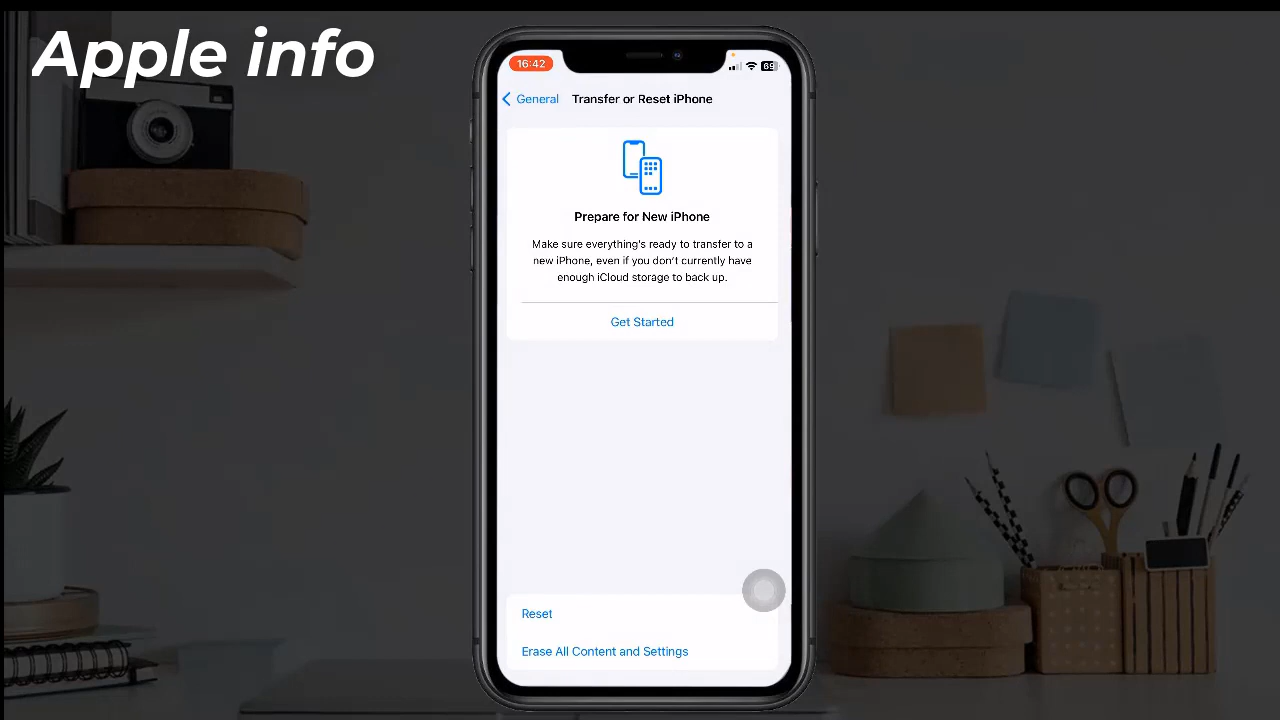 Apple info
16:42
69
General
Transfer or Reset iPhone
Prepare for New iPhone
Make sure everything's ready to transfer to a
new iPhone, even if you don't currently have
enough iCloud storage to back up.
Get Started
Reset
Erase All Content and Settings